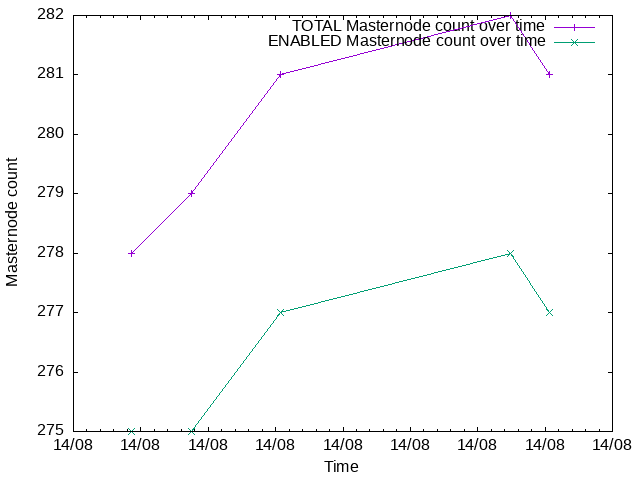 282
281
280
279
278
277
276
275
Masternode count
TOTAL Masternode count over time
ENABLED Masternode count over time
14/08 14/08 14/08 14/08 14/08 14/08 14/08 14/08 14/08
Time